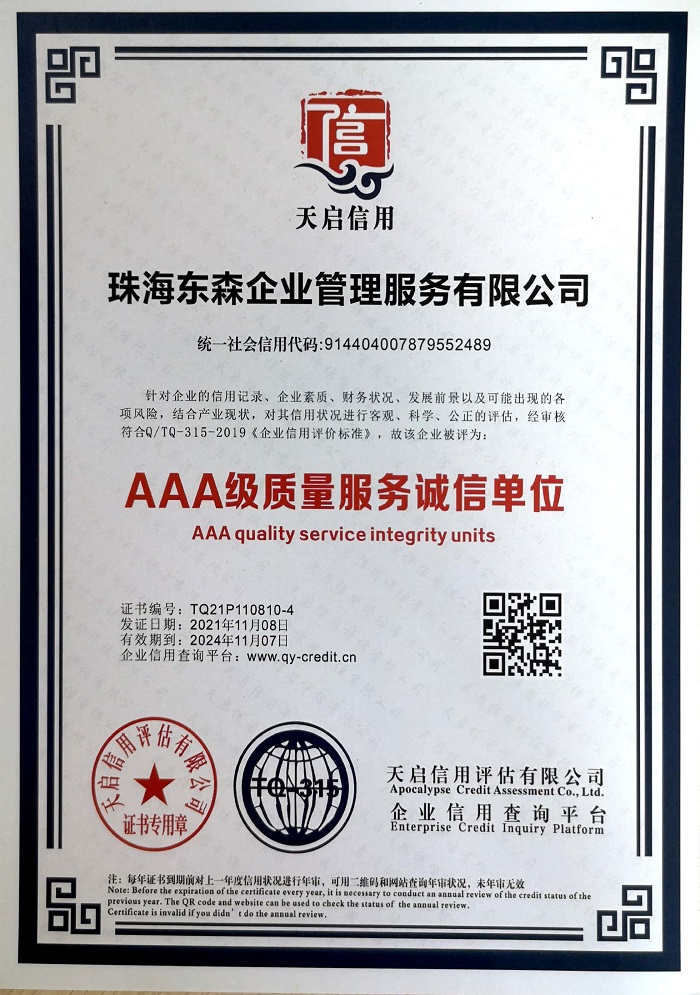 信
天启信用
珠海东森企业管理服务有限公司
统一社会信用代码:914404007879552489
针对企业的信用记录、企业素质、财务状况、发展前景以及可能出现的各
项风险，结合产业现状，对其信用状况进行客观、科学、公正的评估，经审核
符合Q/TQ-315-2019《企业信用评价标准》，故该企业被评为:
AAA级质量服务诚信单位
AAA quality service integrity units
证书编号：TQ21P110810-4
发证日期：2021年11月08日
有效期到：2024年11月07日
企业信用查询平台：www.qy-credit.cn
天启信用评估有限公司
证书专用章
TQ-315
天启信用评估有限公司
Apocalypse Credit Assessment Co., Ltd.
企业信用查询平台
Enterprise Credit Inquiry Platform
注：每年证书到期前对上一年度信用状况进行年审，可用二维码和网站查询年审状况，未年审无效
Note: Before the expiration of the certificate every year, it is necessary to conduct an annual review of the credit status of the
previous year. The QR code and website can be used to check the status of the annual review.
Certificate is invalid if you didn't do the annual review.